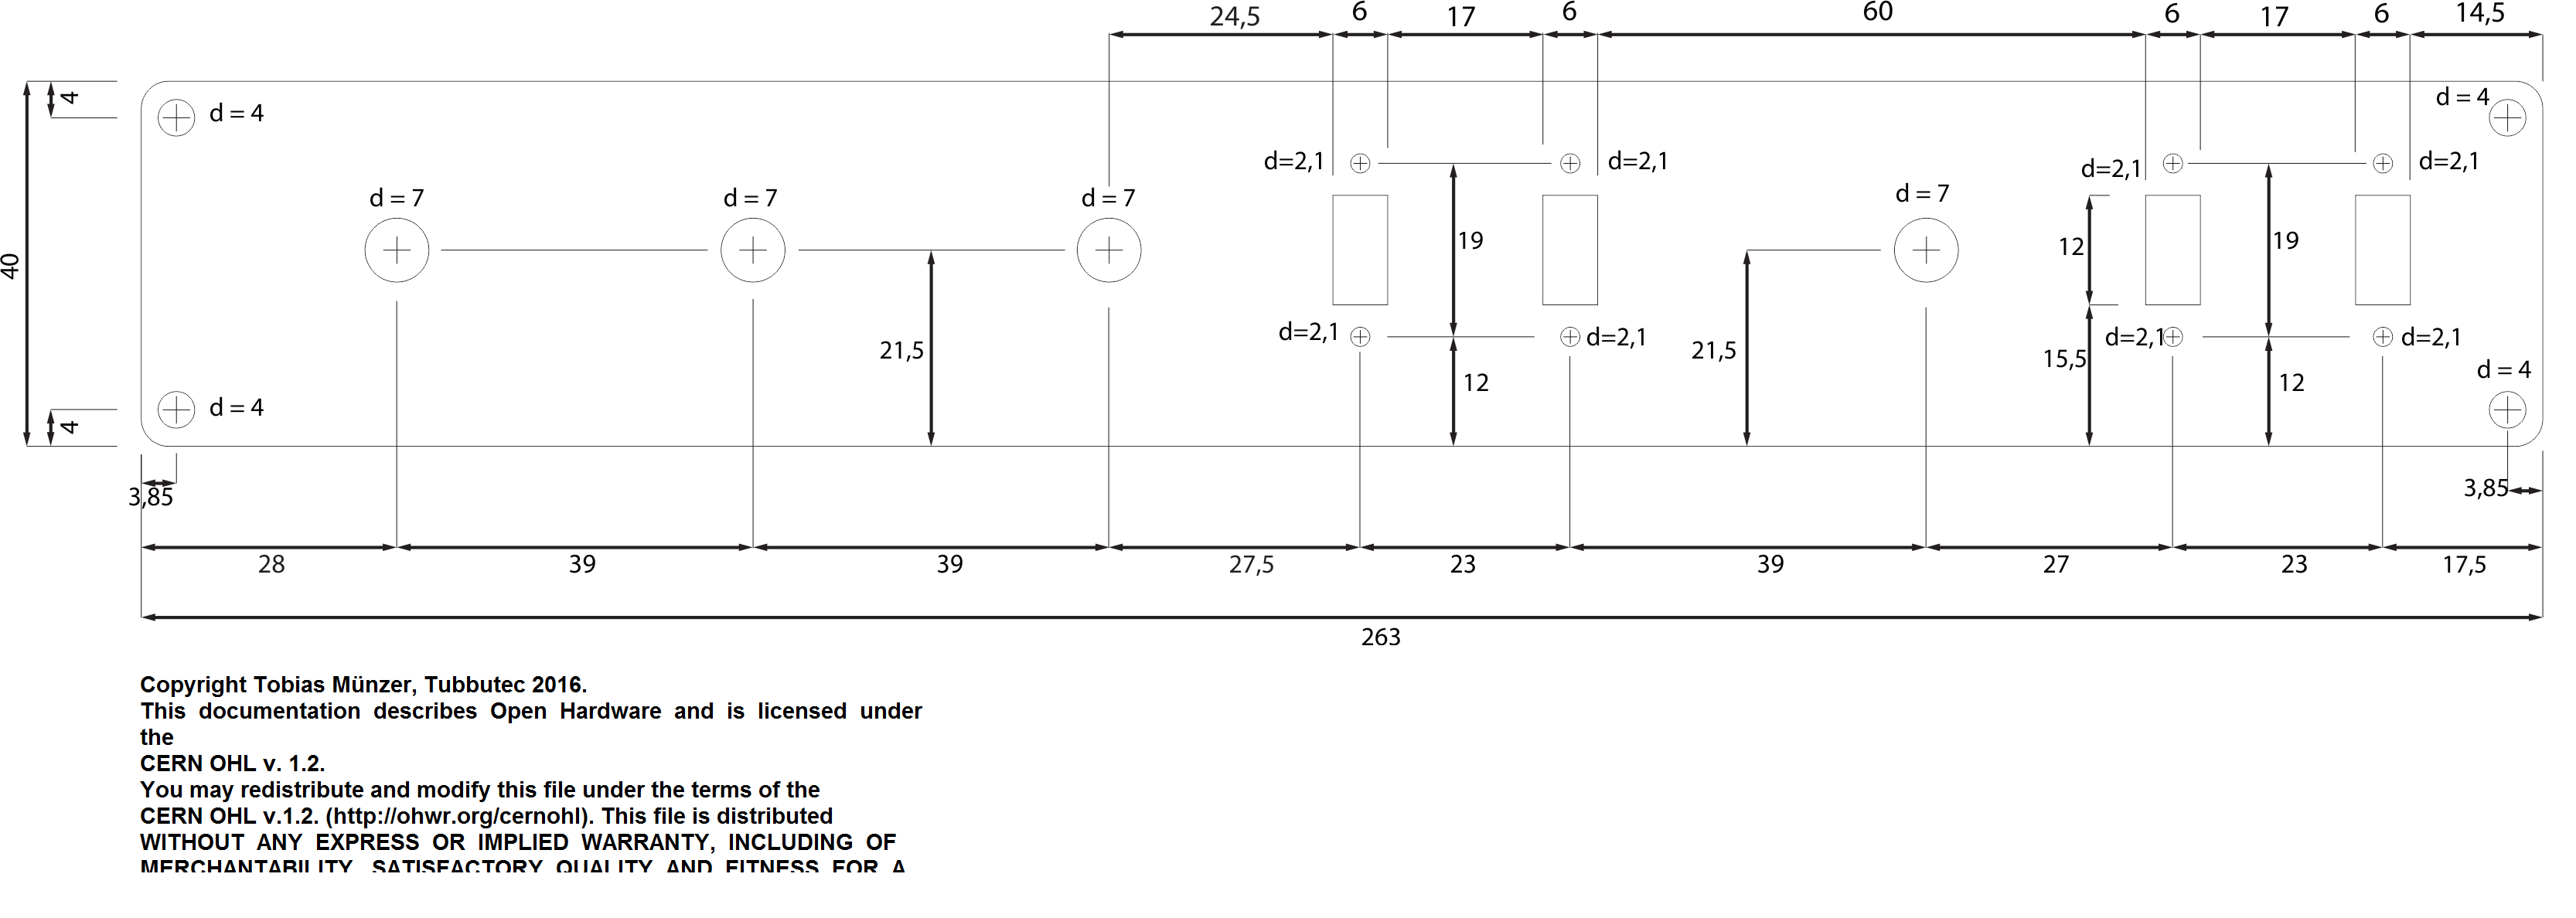 24,5 6 17 6 60 6 17 6 14,5
4 d = 4 d = 4
d=2,1 d=2,1 d=2,1 d=2,1
d = 7 d = 7 d = 7 d = 7
40 19 12 19
21,5 d=2,1 d=2,1 21,5 d=2,1 d=2,1
15,5
12 12 d = 4
4 d = 4
3,85 3,85
28 39 39 27,5 23 39 27 23 17,5
263
Copyright Tobias Münzer, Tubbutec 2016.
This documentation describes Open Hardware and is licensed under
the
CERN OHL v. 1.2.
You may redistribute and modify this file under the terms of the
CERN OHL v.1.2. (http://ohwr.org/cernohl). This file is distributed
WITHOUT ANY EXPRESS OR IMPLIED WARRANTY, INCLUDING OF
MERCHANTABILITY, SATISFACTORY QUALITY AND FITNESS FOR A